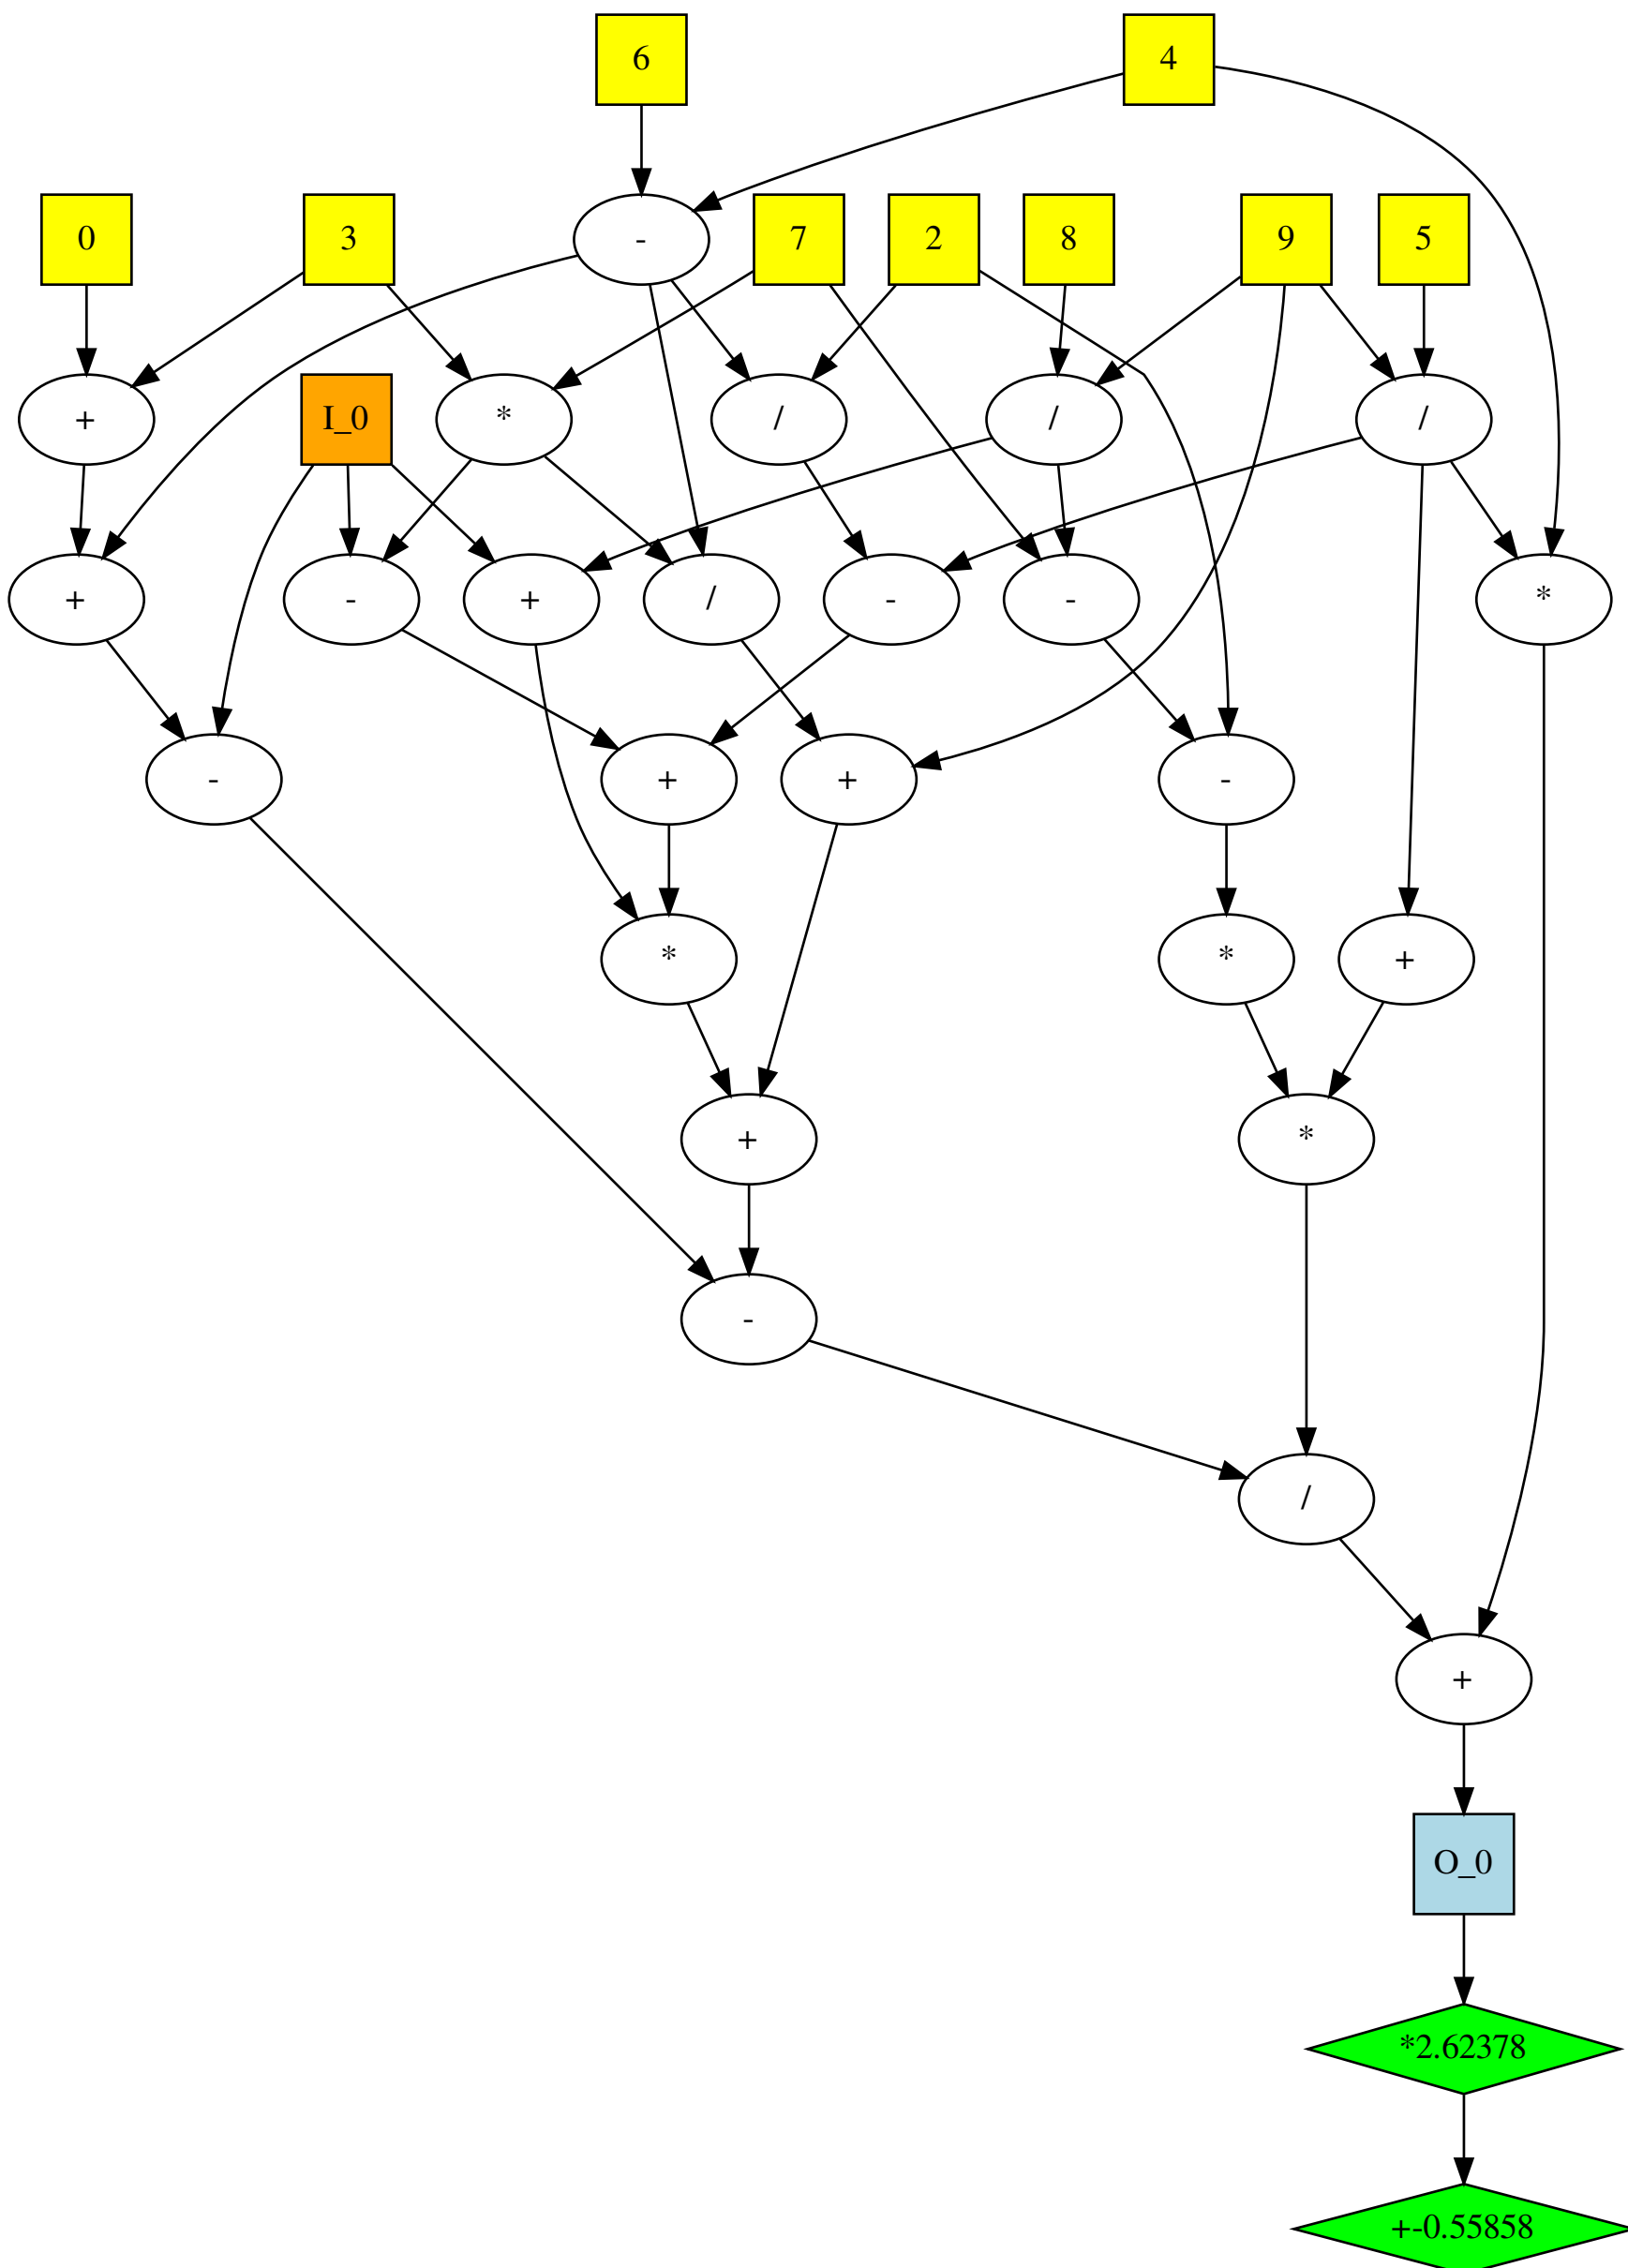 6 4
0 3 - 7 2 8 9 5
+ I_0 * / / /
+ - + / - - *
- + + -
* * +
+ *
-
/
+
O_0
*2.62378
+-0.55858